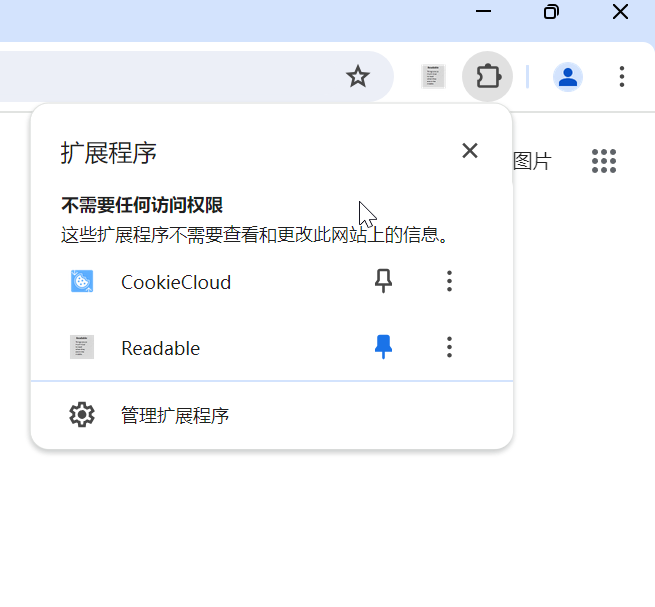 图片
扩展程序
不需要任何访问权限
这些扩展程序不需要查看和更改此网站上的信息。
CookieCloud
Readable
管理扩展程序